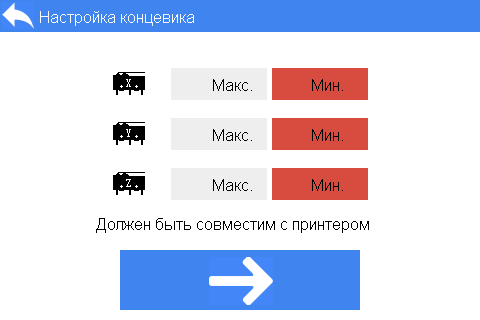 Настройка концевика
X Макс. Мин.
Y Макс. Мин.
Z Макс. Мин.
Должен быть совместим с принтером